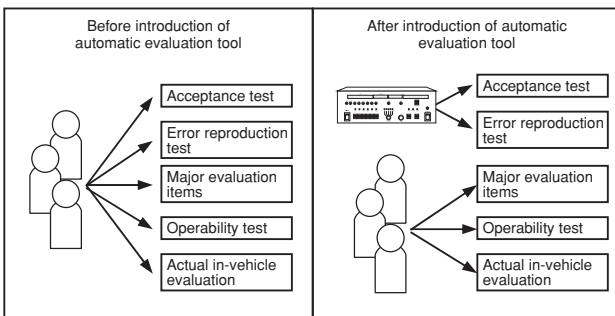 Before introduction of
automatic evaluation tool
Acceptance test
Error reproduction
test
Major evaluation
items
Operability test
Actual in-vehicle
evaluation
After introduction of automatic
evaluation tool
Acceptance test
Error reproduction
test
Major evaluation
items
Operability test
Actual in-vehicle
evaluation